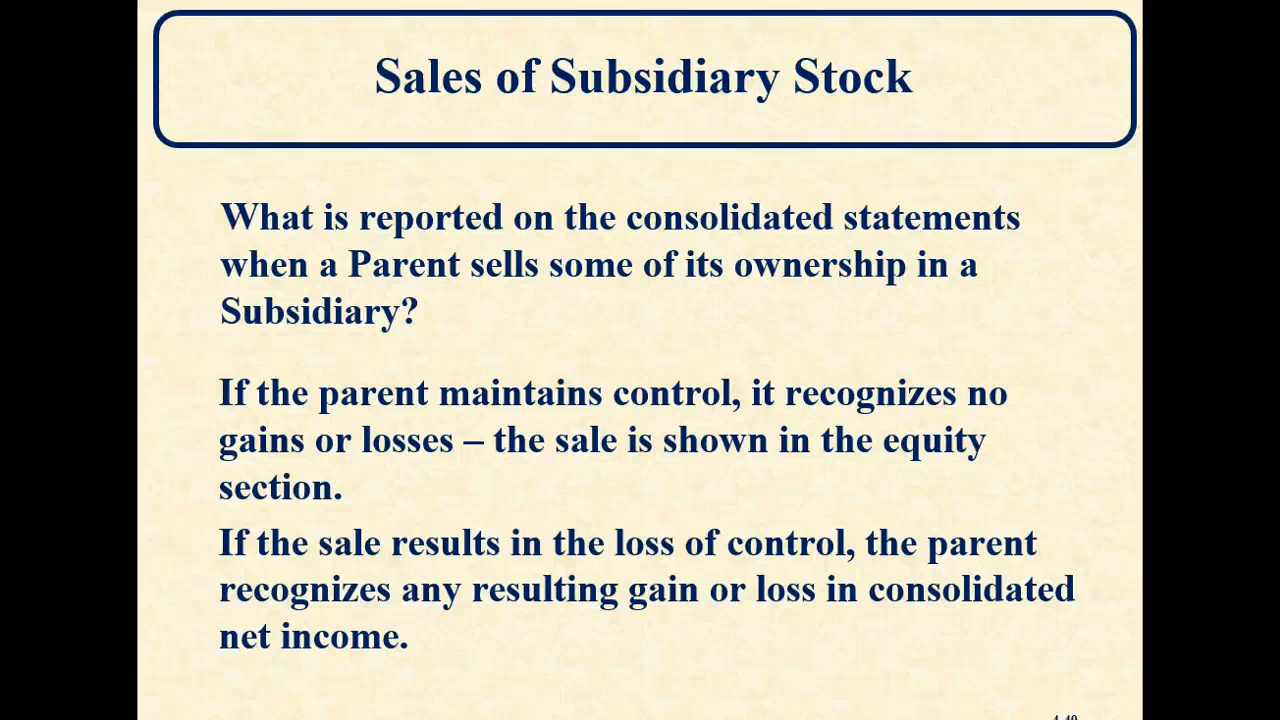 Sales of Subsidiary Stock
What is reported on the consolidated statements
when a Parent sells some of its ownership in a
Subsidiary?
If the parent maintains control, it recognizes no
gains or losses – the sale is shown in the equity
section.
If the sale results in the loss of control, the parent
recognizes any resulting gain or loss in consolidated
net income.